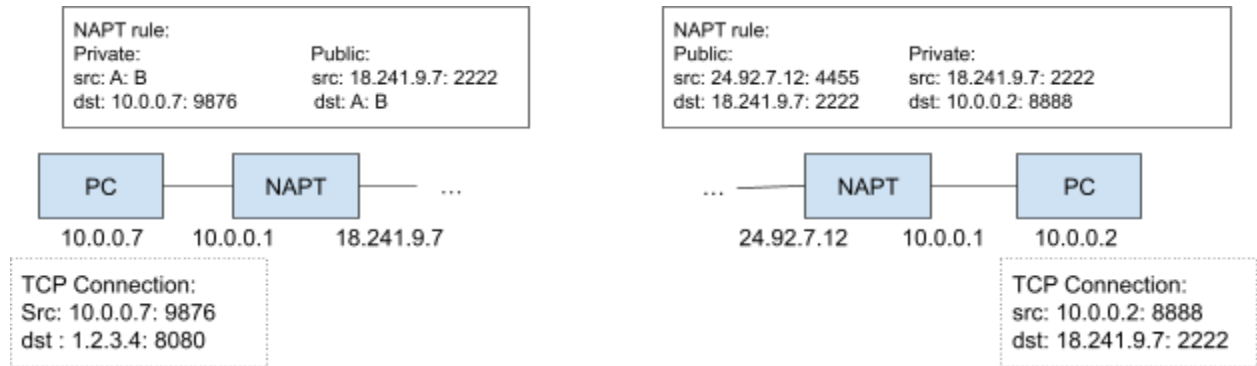 NAPT rule:
Private: Public:
src: A: B src: 18.241.9.7: 2222
dst: 10.0.0.7: 9876 dst: A: B
NAPT rule:
Public: Private:
src: 24.92.7.12: 4455 src: 18.241.9.7: 2222
dst: 18.241.9.7: 2222 dst: 10.0.0.2: 8888
PC NAPT ... ... NAPT PC
10.0.0.7 10.0.0.1 18.241.9.7 24.92.7.12 10.0.0.1 10.0.0.2
TCP Connection:
Src: 10.0.0.7: 9876
dst : 1.2.3.4: 8080
TCP Connection:
src: 10.0.0.2: 8888
dst: 18.241.9.7: 2222